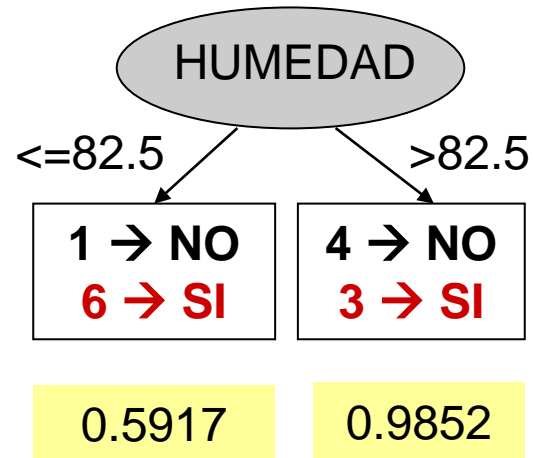 HUMEDAD
<=82.5 >82.5
1 → NO 4 → NO
6 → SI 3 → SI
0.5917 0.9852